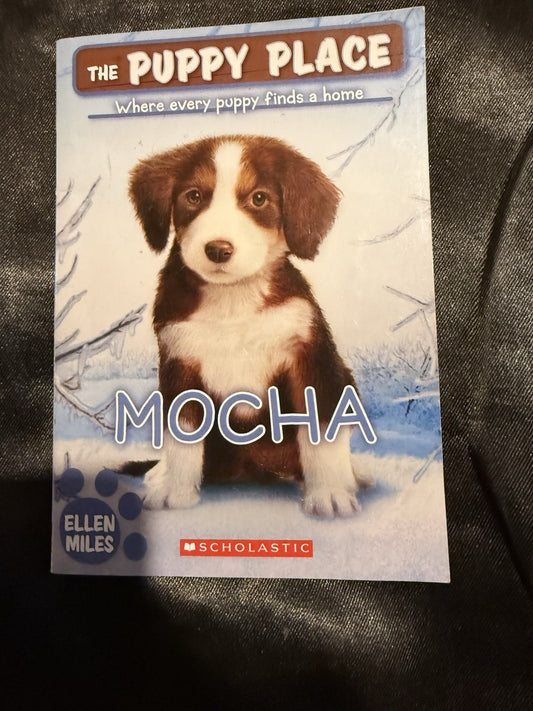 THE PUPPY PLACE
Where every puppy finds a home
MOCHA
ELLEN
MILES
SCHOLASTIC